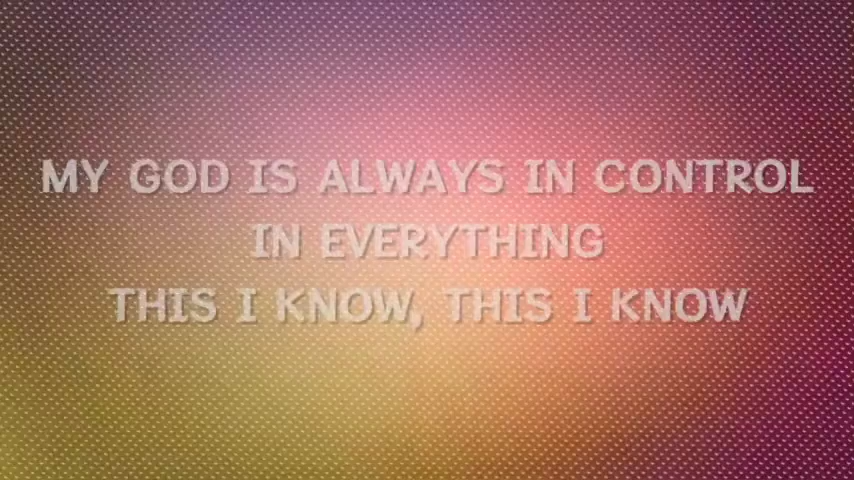 MY GOD IS ALWAYS IN CONTROL
IN EVERYTHING
THIS I KNOW, THIS I KNOW